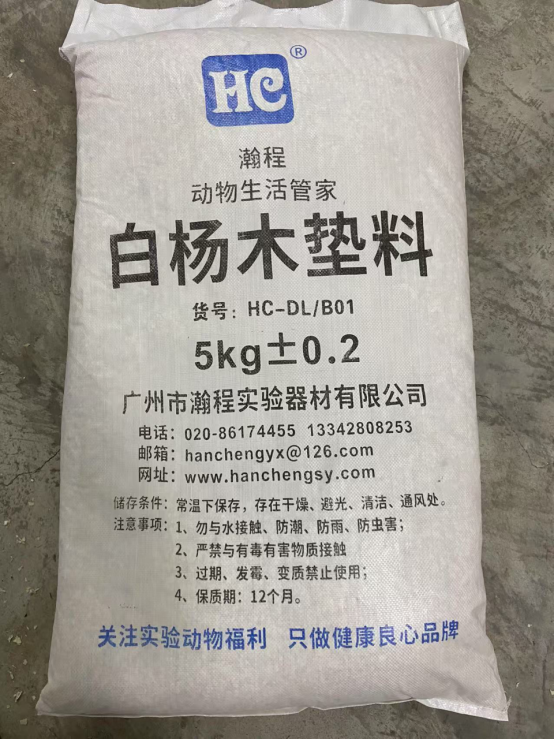 HC®
瀚程
动物生活管家
白杨木垫料
货号：HC-DL/B01
5kg±0.2
广州市瀚程实验器材有限公司
电话：020-86174455 13342808253
邮箱：hanchengyx@126.com
网址：www.hanchengsy.com
储存条件：常温下保存，存在干燥、避光、清洁、通风处。
注意事项：1、勿与水接触、防潮、防雨、防虫害；
2、严禁与有毒有害物质接触
3、过期、发霉、变质禁止使用；
4、保质期：12个月。
关注实验动物福利 只做健康良心品牌